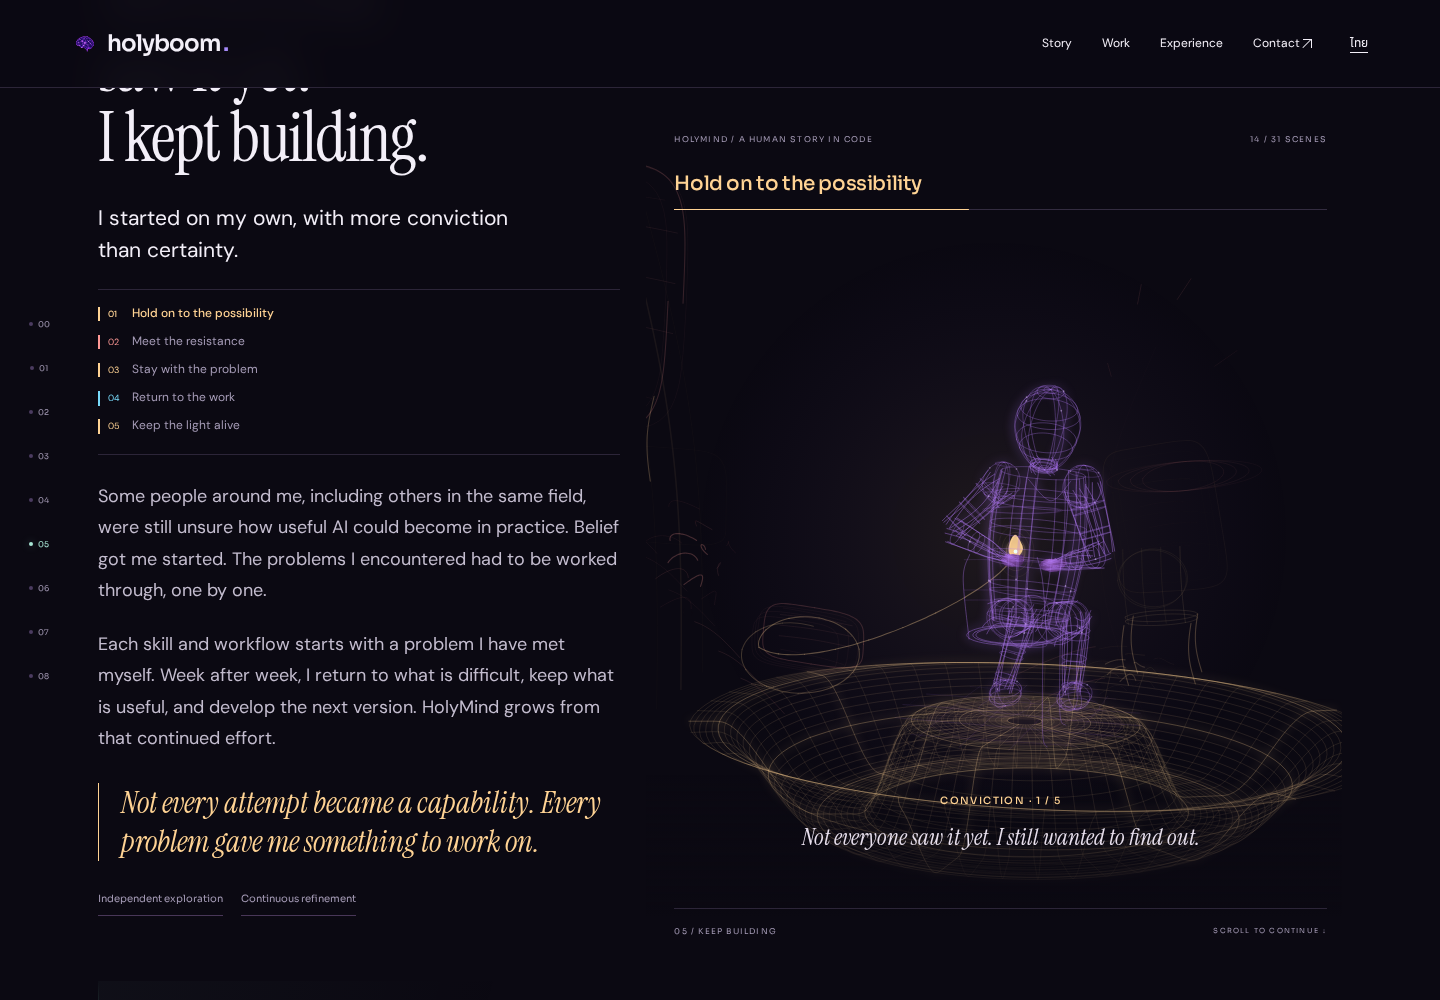 holyboom.
Story
Work
Experience
Contact
ไทย
saw it yet.
I kept building.
I started on my own, with more conviction
than certainty.
01 Hold on to the possibility
02 Meet the resistance
03 Stay with the problem
04 Return to the work
05 Keep the light alive
00
01
02
03
04
05
06
07
08
Some people around me, including others in the same field,
were still unsure how useful AI could become in practice. Belief
got me started. The problems I encountered had to be worked
through, one by one.
Each skill and workflow starts with a problem I have met
myself. Week after week, I return to what is difficult, keep what
is useful, and develop the next version. HolyMind grows from
that continued effort.
Not every attempt became a capability. Every
problem gave me something to work on.
Independent exploration
Continuous refinement
HOLYMIND / A HUMAN STORY IN CODE
14 / 31 SCENES
Hold on to the possibility
CONVICTION · 1 / 5
Not everyone saw it yet. I still wanted to find out.
05 / KEEP BUILDING
SCROLL TO CONTINUE ↓